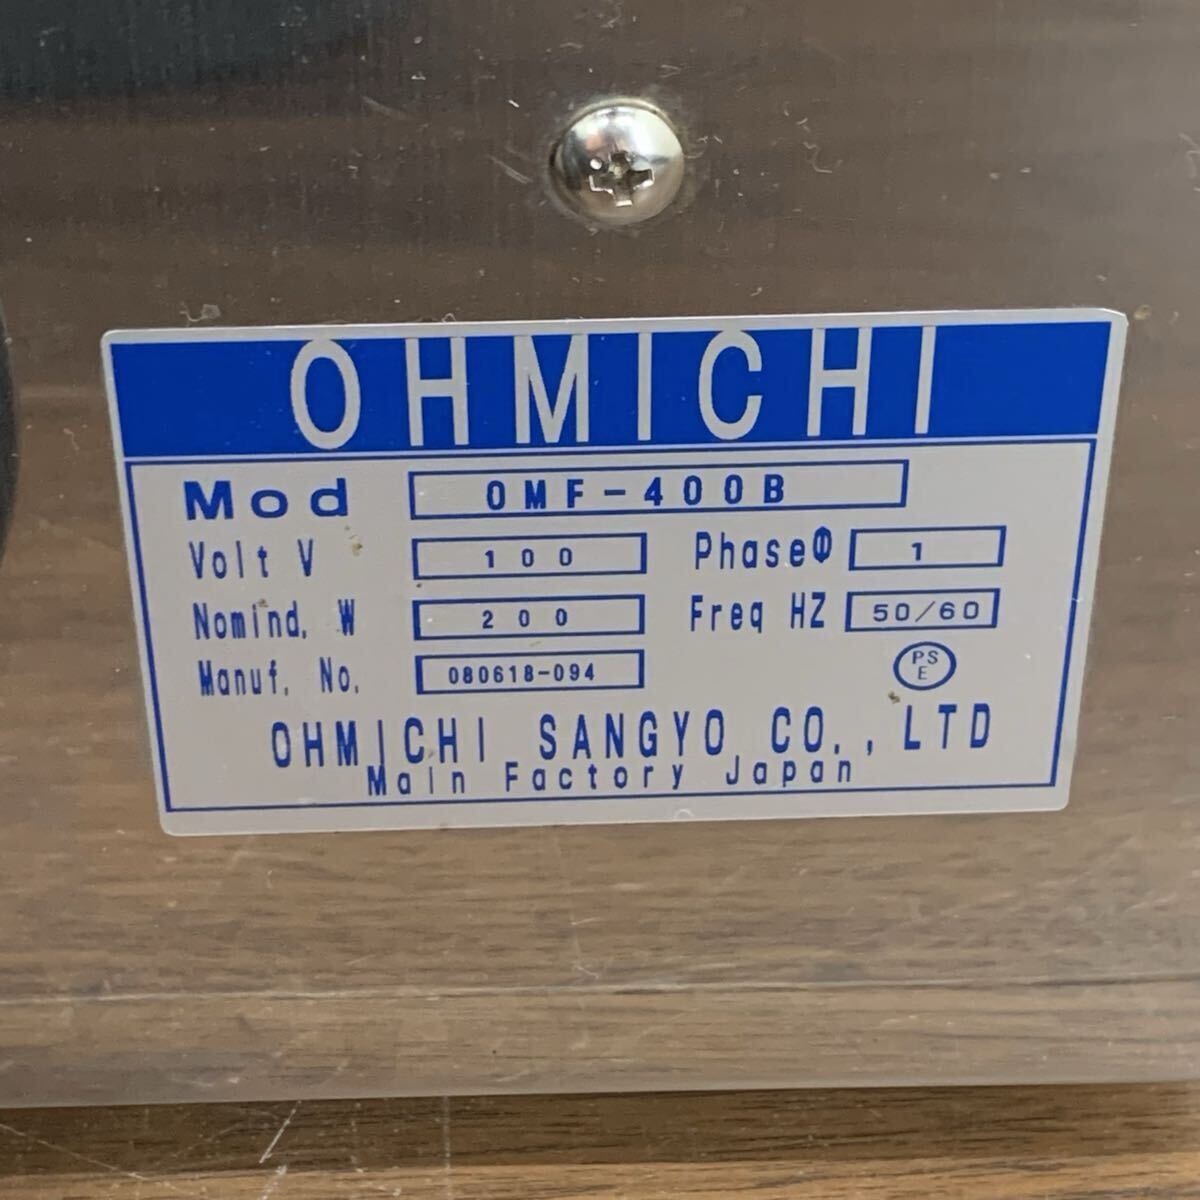 OHMICHI
Mod OMF-400B
Volt V 100 PhaseΦ 1
Nomind. W 200 Freq HZ 50/60
Manuf. No. 080618-094
PS
E
OHMICHI SANGYO CO.,LTD
Main Factory Japan